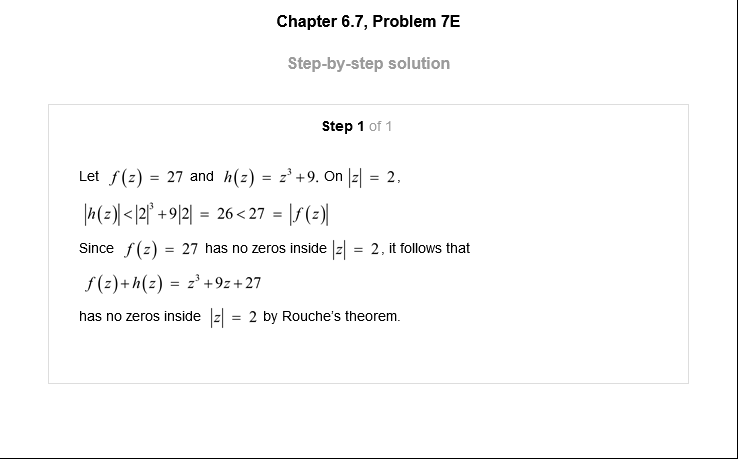 Chapter 6.7, Problem 7E
Step-by-step solution
Step 1 of 1
Let f(z) = 27 and h(z) = z³+9. On |z| = 2,
|h(z)|<|2|³+9|2| = 26<27 = |f(z)|
Since f(z) = 27 has no zeros inside |z| = 2, it follows that
f(z)+h(z) = z³+9z+27
has no zeros inside |z| = 2 by Rouche's theorem.